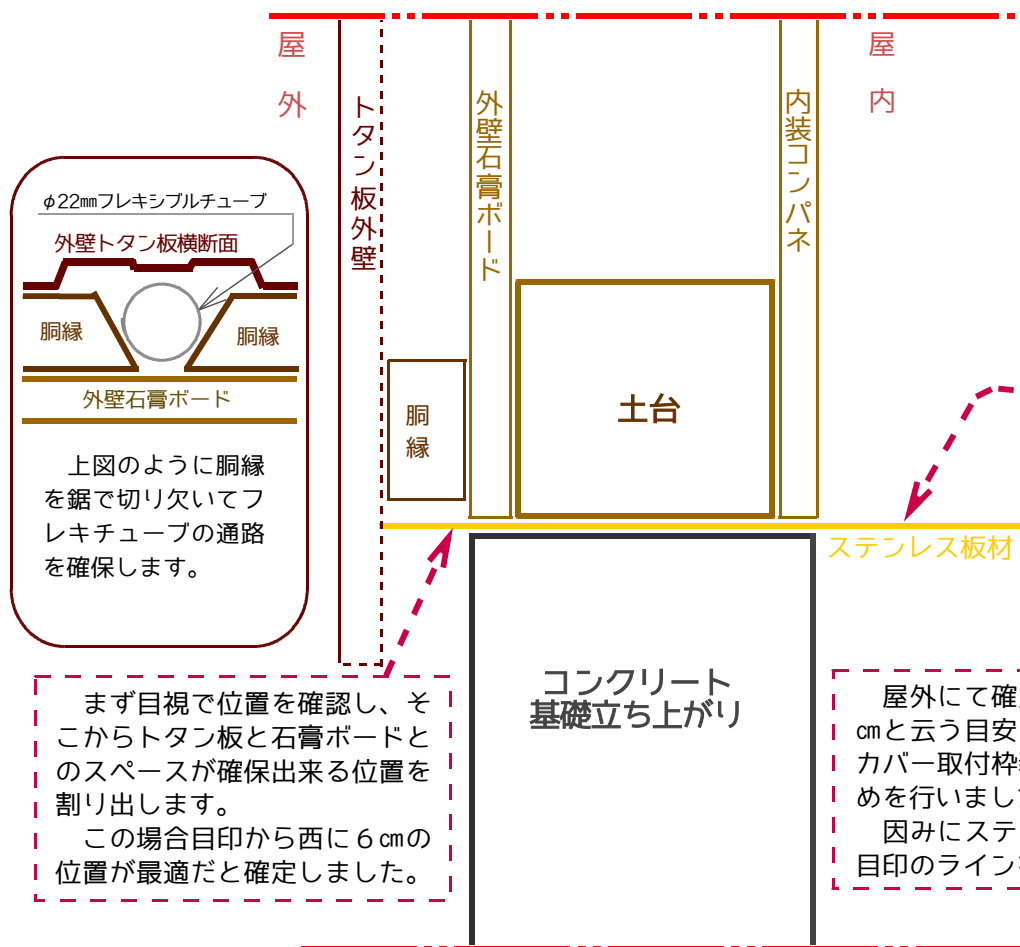 屋外
屋内
トタン板外壁
外壁石膏ボード
内装コンパネ
φ22㎜フレキシブルチューブ
外壁トタン板横断面
胴縁
胴縁
外壁石膏ボード
上図のように胴縁
を鋸で切り欠いてフ
レキチューブの通路
を確保します。
胴縁
土台
ステンレス板材
コンクリート
基礎立ち上がり
まず目視で位置を確認し、そ
こからトタン板と石膏ボードと
のスペースが確保出来る位置を
割り出します。
この場合目印から西に６㎝の
位置が最適だと確定しました。
屋外にて確
㎝と云う目安
カバー取付枠
めを行いまし
因みにステ
目印のライン